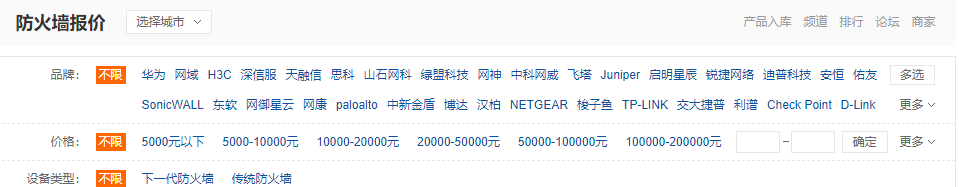 防火墙报价 选择城市 产品入库 频道 排行 论坛 商家
品牌： 不限 华为 网域 H3C 深信服 天融信 思科 山石网科 绿盟科技 网神 中科网威 飞塔 Juniper 启明星辰 锐捷网络 迪普科技 安恒 佑友 多选
SonicWALL 东软 网御星云 网康 paloalto 中新金盾 博达 汉柏 NETGEAR 梭子鱼 TP-LINK 交大捷普 利谱 Check Point D-Link 更多
价格： 不限 5000元以下 5000-10000元 10000-20000元 20000-50000元 50000-100000元 100000-200000元 – 确定 更多
设备类型： 不限 下一代防火墙 传统防火墙